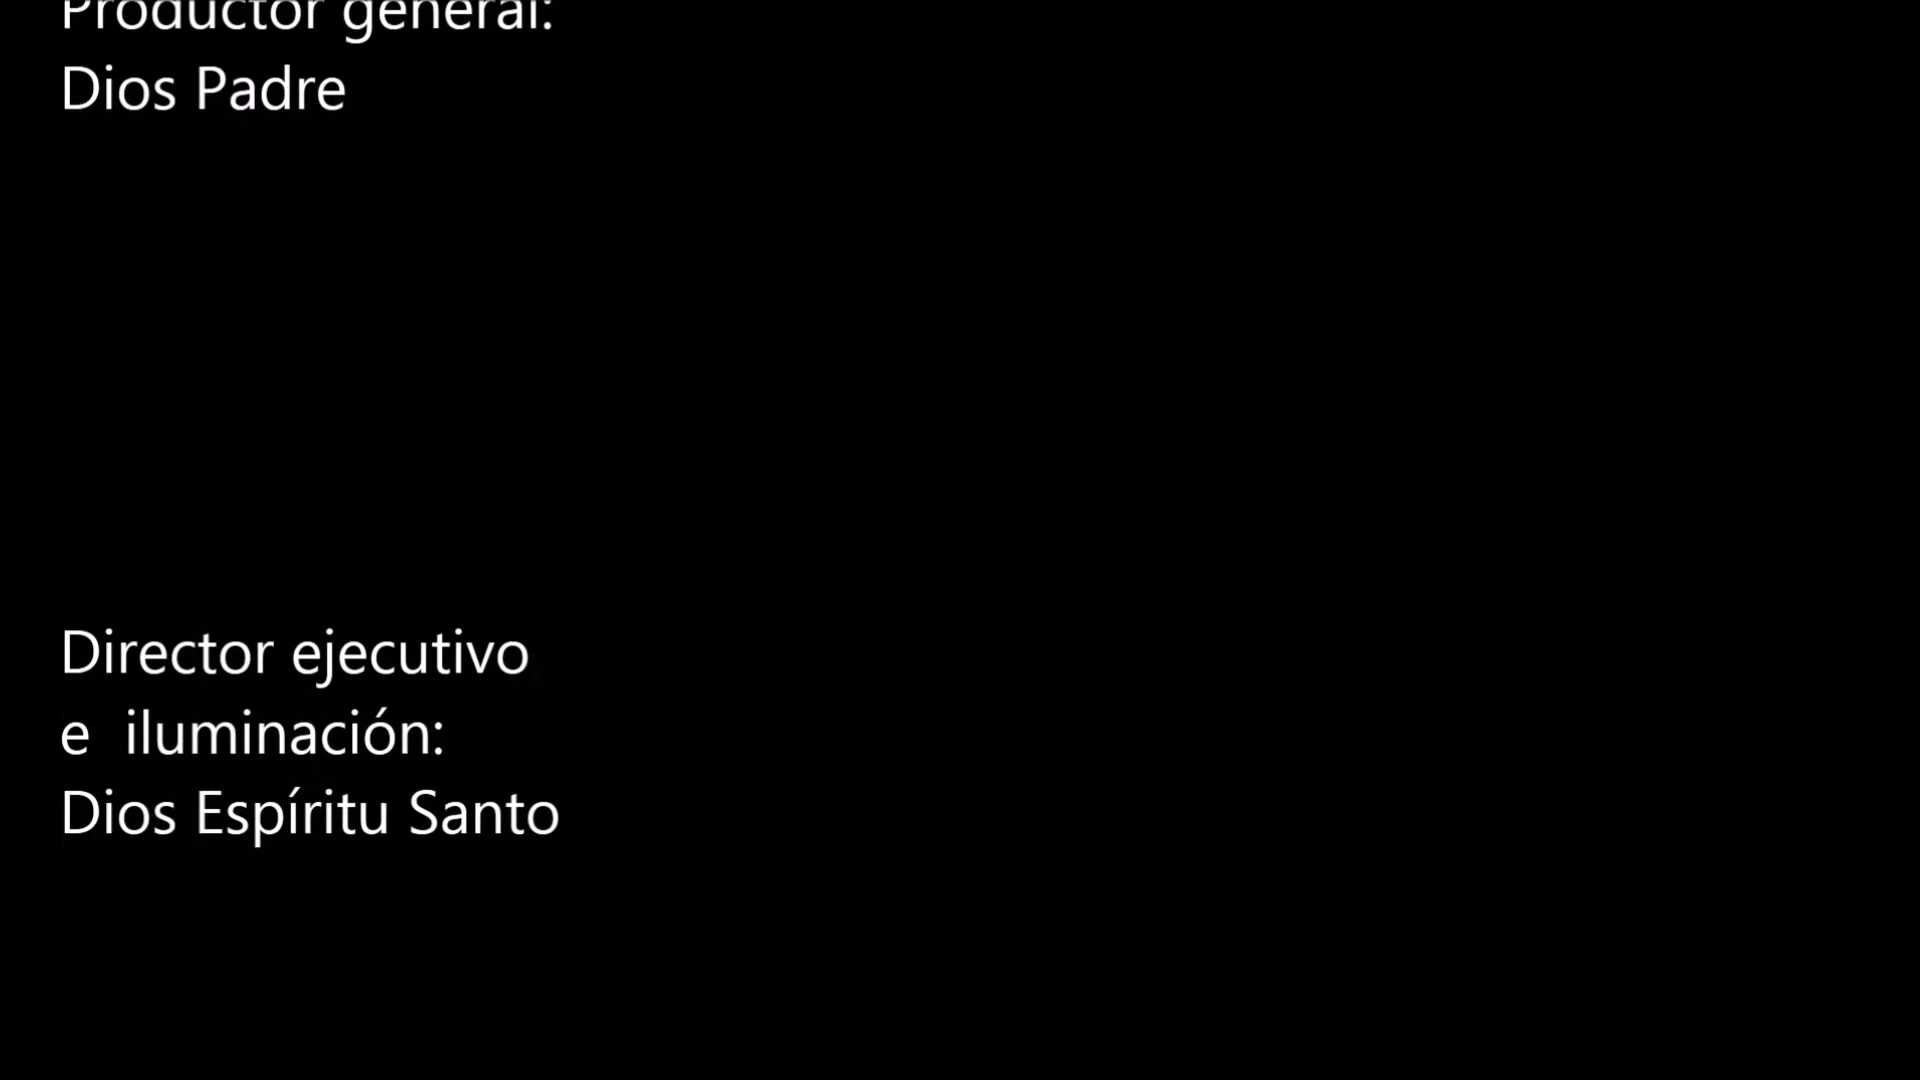 Productor general:
Dios Padre
Director ejecutivo
e  iluminación:
Dios Espíritu Santo